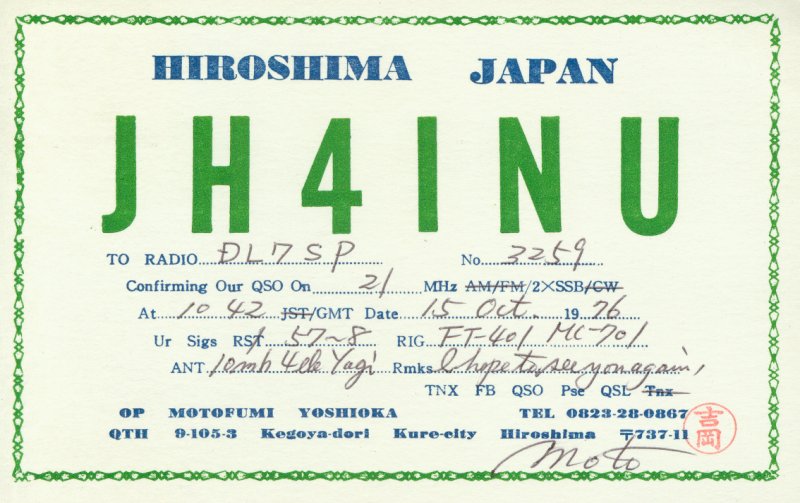 HIROSHIMA JAPAN
JH4INU
TO RADIO DL7SP No 3259
Confirming Our QSO On 21 MHz AM/FM/2×SSB/CW
At 10 42 JST/GMT Date 15 Oct. 1976
Ur Sigs RST 57~8 RIG FT-401 MC-701
ANT 10mh 4ele Yagi Rmks I hope to see you again,
TNX FB QSO Pse QSL Tnx
OP MOTOFUMI YOSHIOKA TEL 0823-28-0867
QTH 9-105-3 Kegoya-dori Kure-city Hiroshima 〒737-11
吉岡
Moto